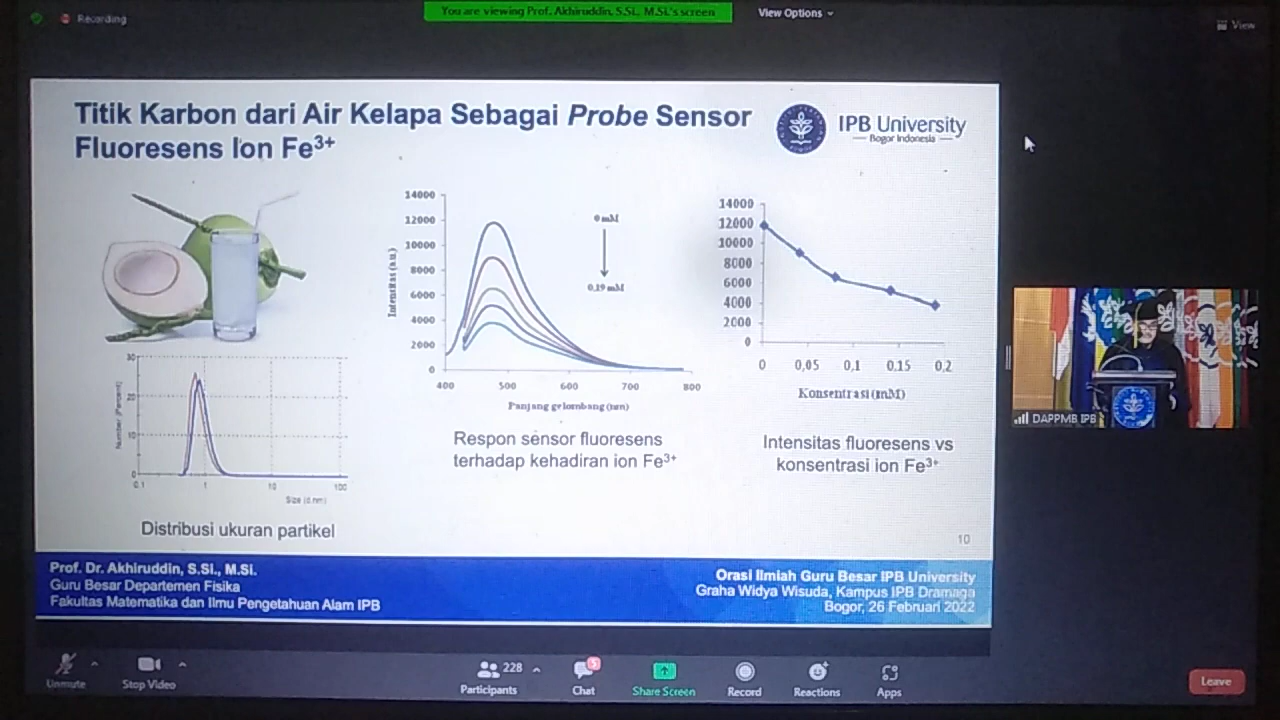 Recording
You are viewing Prof. Akhiruddin, S.Si., M.Si.'s screen
View Options
View
Titik Karbon dari Air Kelapa Sebagai Probe Sensor
Fluoresens Ion Fe³⁺
IPB University
Bogor Indonesia
14000
12000
10000
8000
6000
4000
2000
0
400
500
600
700
800
Intensitas (a.u.)
Panjang gelombang (nm)
0 mM
0,19 mM
Respon sensor fluoresens
terhadap kehadiran ion Fe³⁺
14000
12000
10000
8000
6000
4000
2000
0
0
0,05
0,1
0,15
0,2
Konsentrasi (mM)
Intensitas fluoresens vs
konsentrasi ion Fe³⁺
30
20
10
0
0.1
1
10
100
Number (Percent)
Size (d.nm)
Distribusi ukuran partikel
10
Prof. Dr. Akhiruddin, S.Si., M.Si.
Guru Besar Departemen Fisika
Fakultas Matematika dan Ilmu Pengetahuan Alam IPB
Orasi Ilmiah Guru Besar IPB University
Graha Widya Wisuda, Kampus IPB Dramaga
Bogor, 26 Februari 2022
DAPPMB IPB
Unmute
Stop Video
228
Participants
5
Chat
Share Screen
Record
Reactions
Apps
Leave